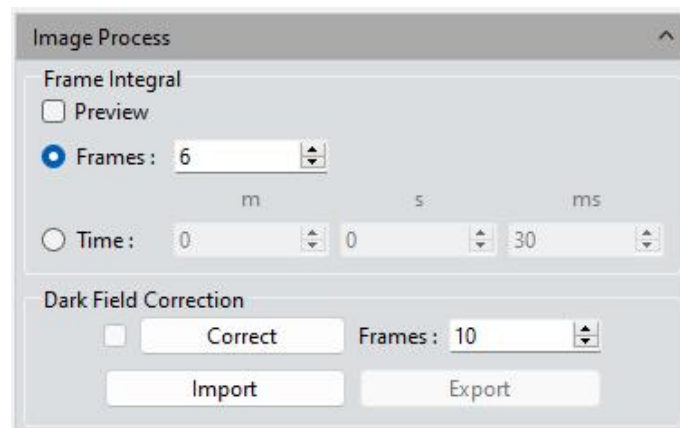 Image Process
Frame Integral
Preview
Frames : 6
m s ms
Time : 0 0 30
Dark Field Correction
Correct Frames : 10
Import Export